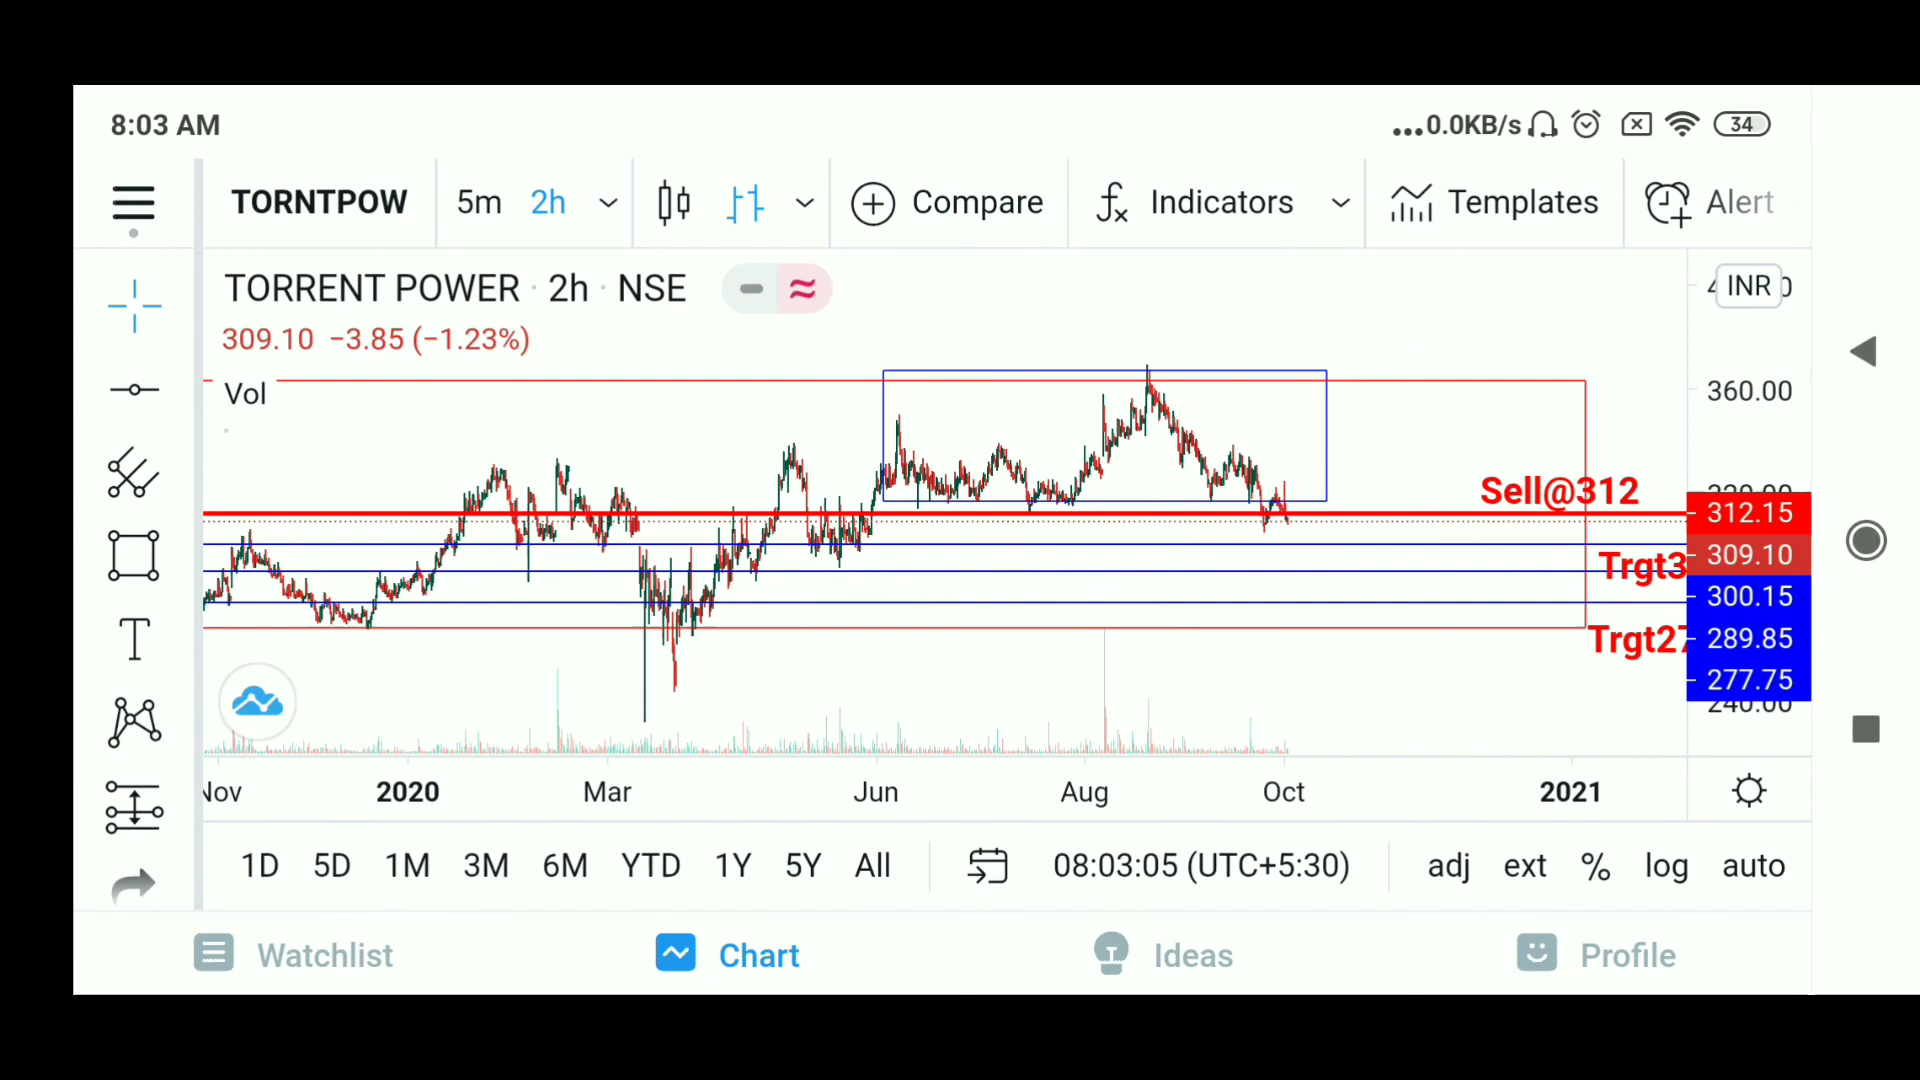 8:03 AM
...0.0KB/s 34
TORNTPOW 5m 2h Compare Indicators Templates Alert
TORRENT POWER · 2h · NSE
INR
309.10 −3.85 (−1.23%)
Vol
360.00
Sell@312
312.15
309.10
Trgt3
300.15
Trgt27
289.85
277.75
240.00
Nov 2020 Mar Jun Aug Oct 2021
1D 5D 1M 3M 6M YTD 1Y 5Y All 08:03:05 (UTC+5:30) adj ext % log auto
Watchlist Chart Ideas Profile